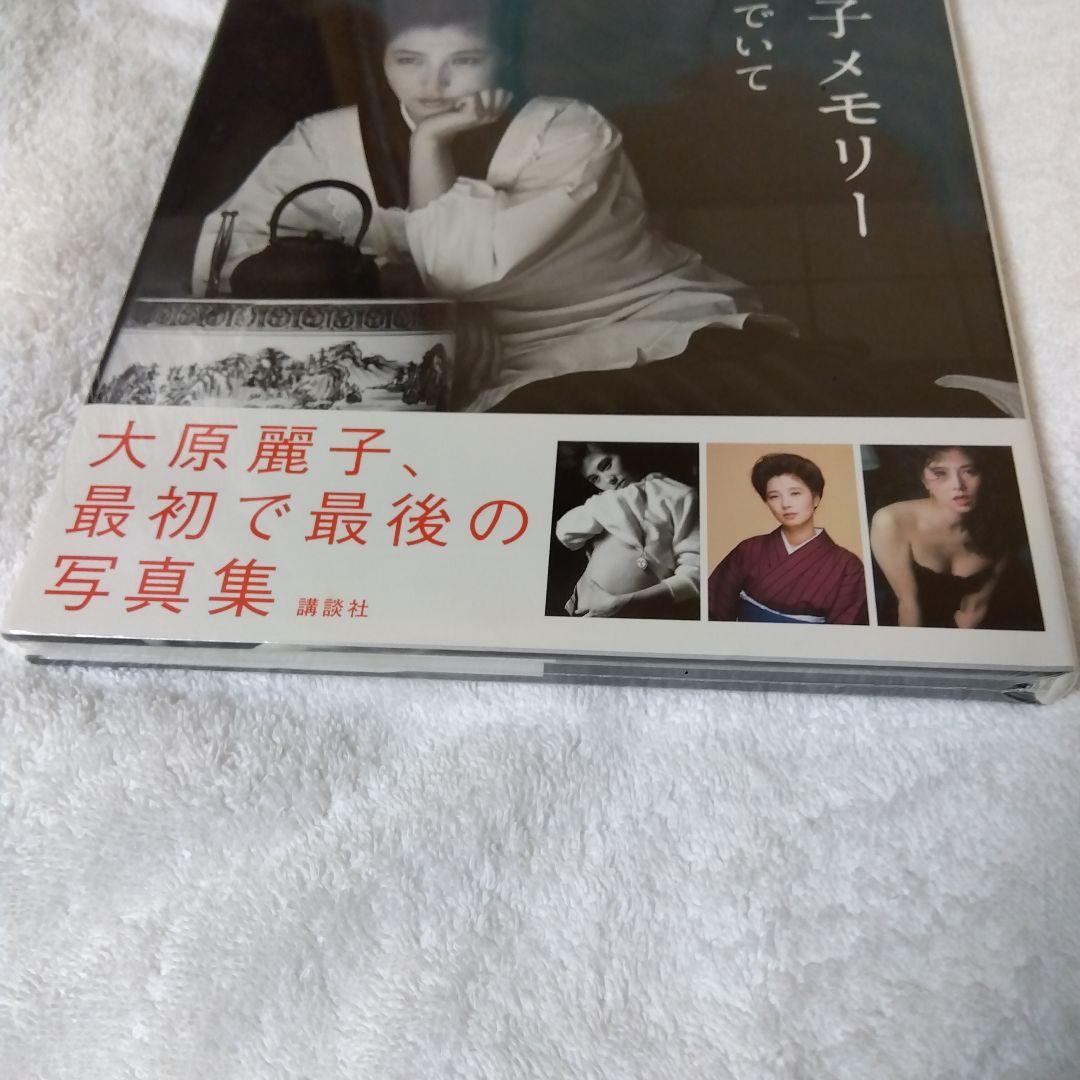 子メモリー
でいて
大原麗子、
最初で最後の
写真集 講談社